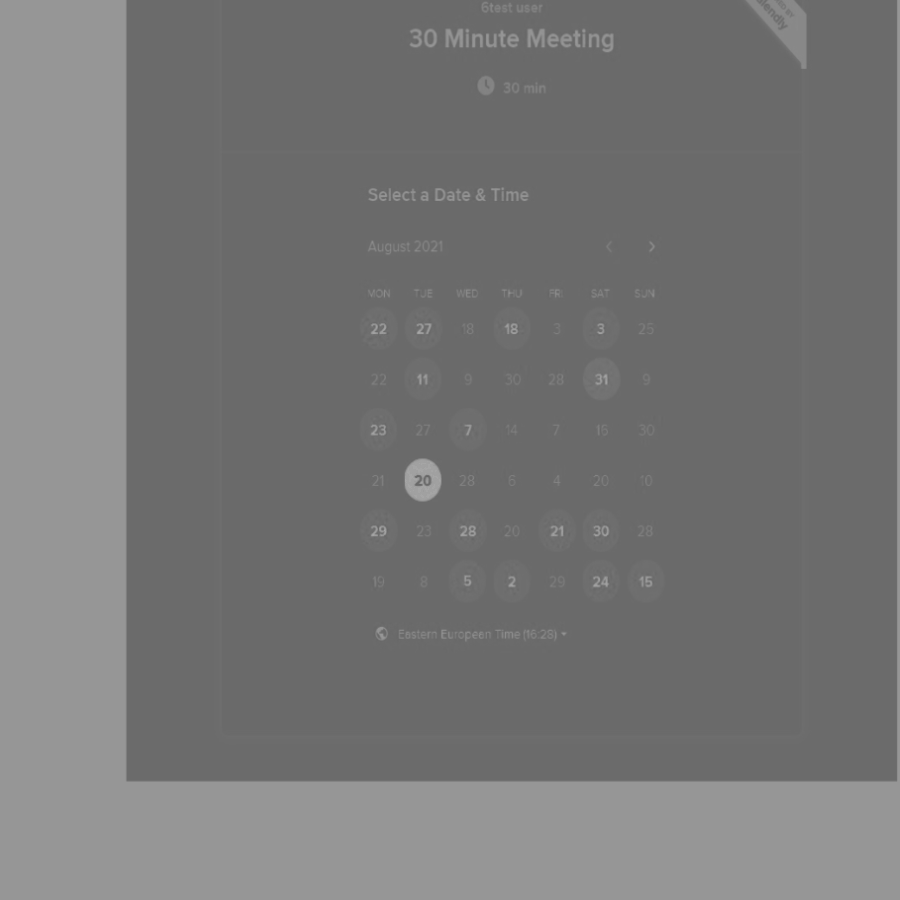 6test user
30 Minute Meeting
30 min
Select a Date & Time
August 2021
MON TUE WED THU FRI SAT SUN
22 27 18 18 3 3 25
22 11 9 30 28 31 9
23 27 7 14 7 15 30
21 20 28 6 4 20 10
29 23 28 20 21 30 28
19 8 5 2 29 24 15
Eastern European Time (16:28)